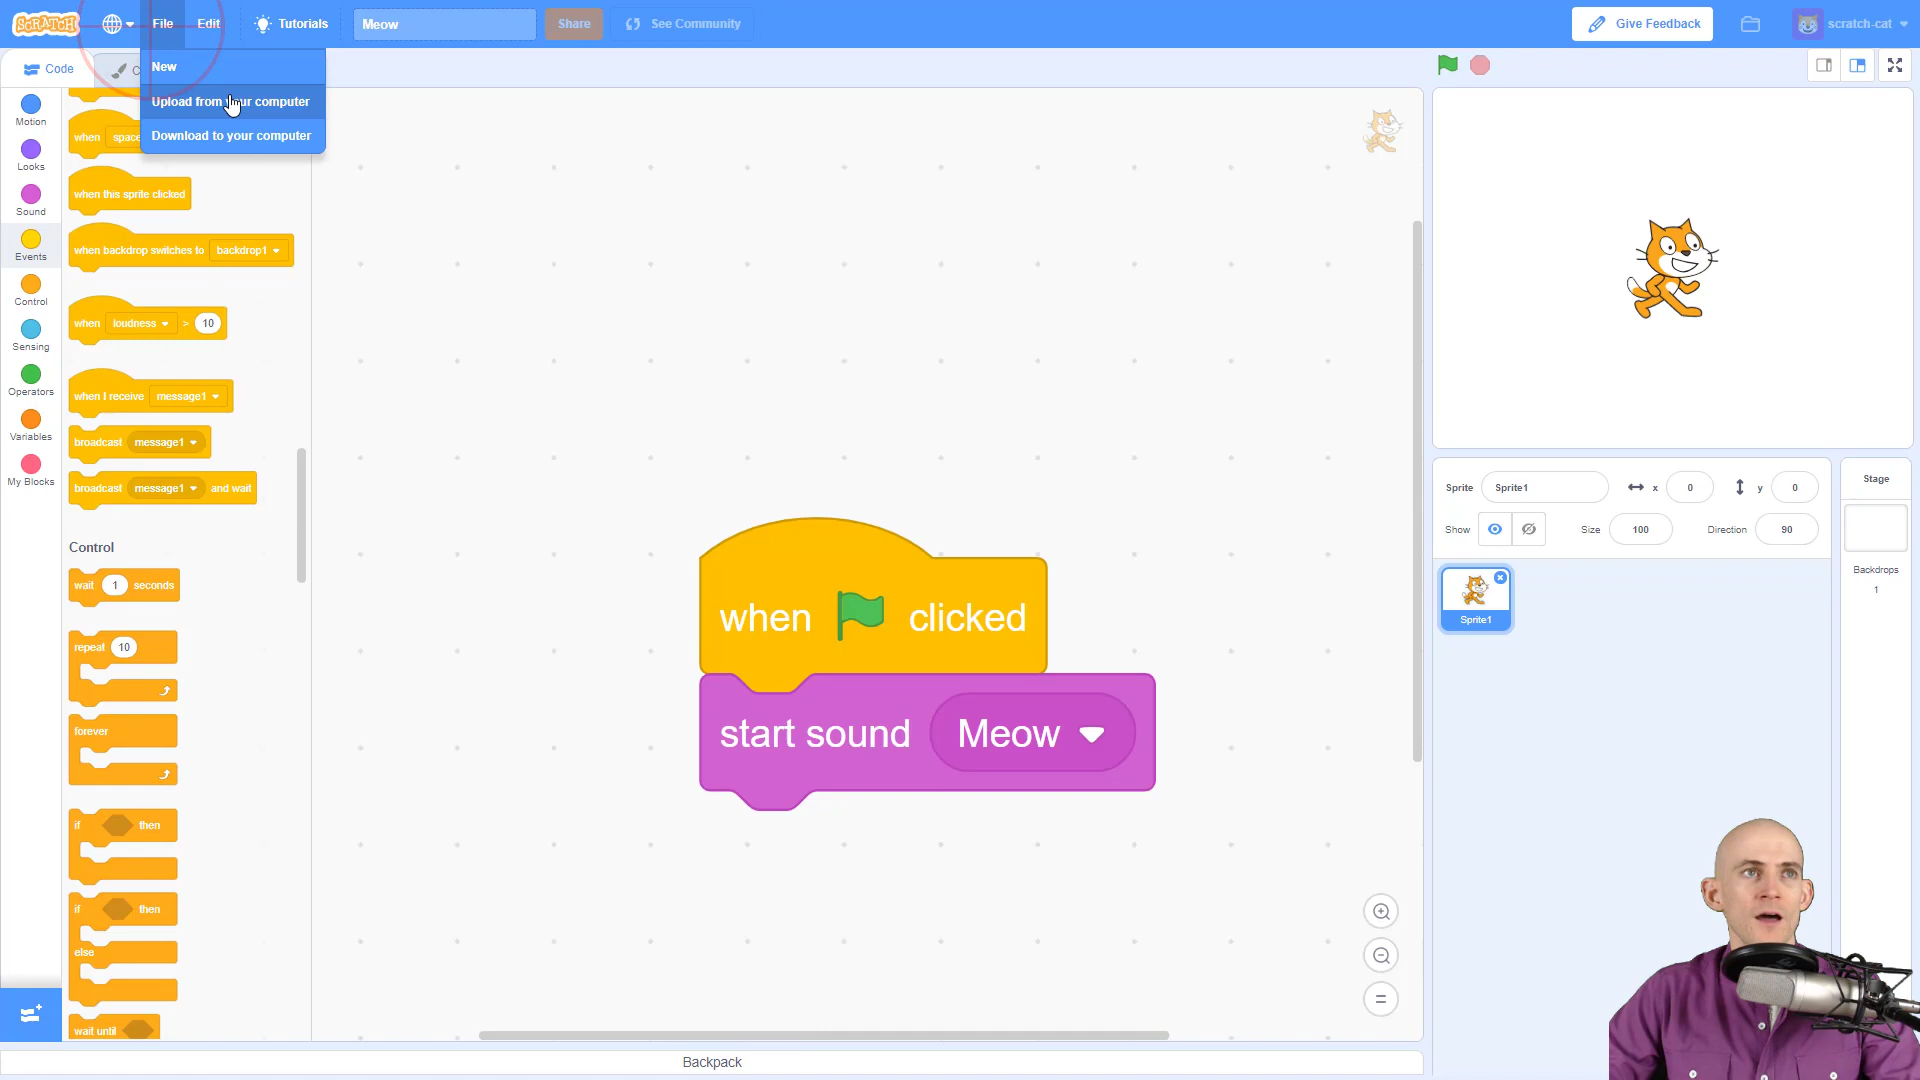 SCRATCH
File
Edit
Tutorials
Meow
Share
See Community
Give Feedback
scratch-cat
New
Upload from your computer
Download to your computer
Code
C
Motion
Looks
Sound
Events
Control
Sensing
Operators
Variables
My Blocks
when space
when this sprite clicked
when backdrop switches to backdrop1
when loudness > 10
when I receive message1
broadcast message1
broadcast message1 and wait
Control
wait 1 seconds
repeat 10
forever
if then
if then
else
wait until
when clicked
start sound Meow
Sprite Sprite1 x 0 y 0
Show Size 100 Direction 90
Sprite1
Stage
Backdrops
1
Backpack